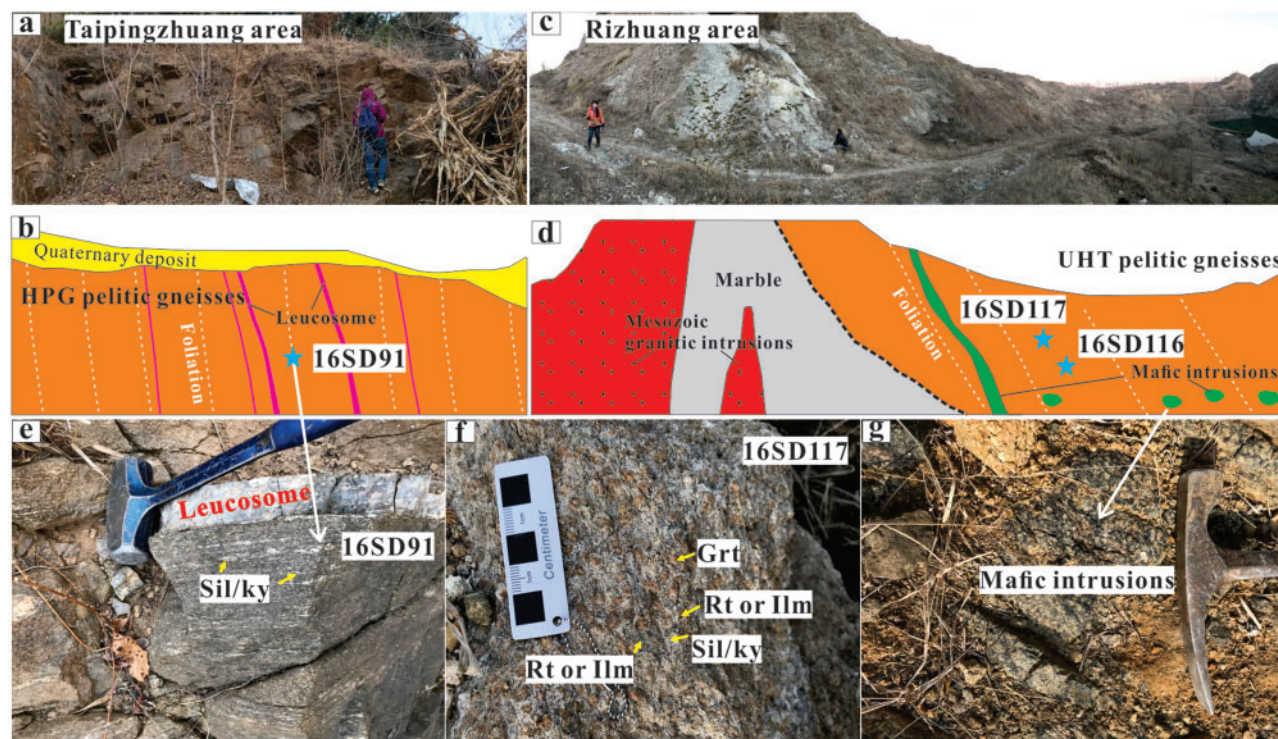 a
Taipingzhuang area
c
Rizhuang area
b
Quaternary deposit
HPG pelitic gneisses
Leucosome
Foliation
16SD91
d
UHT pelitic gneisses
Marble
Mesozoic
granitic intrusions
Foliation
16SD117
16SD116
Mafic intrusions
e
Leucosome
16SD91
Sil/ky
f
16SD117
Centimeter
Grt
Rt or Ilm
Sil/ky
Rt or Ilm
g
Mafic intrusions